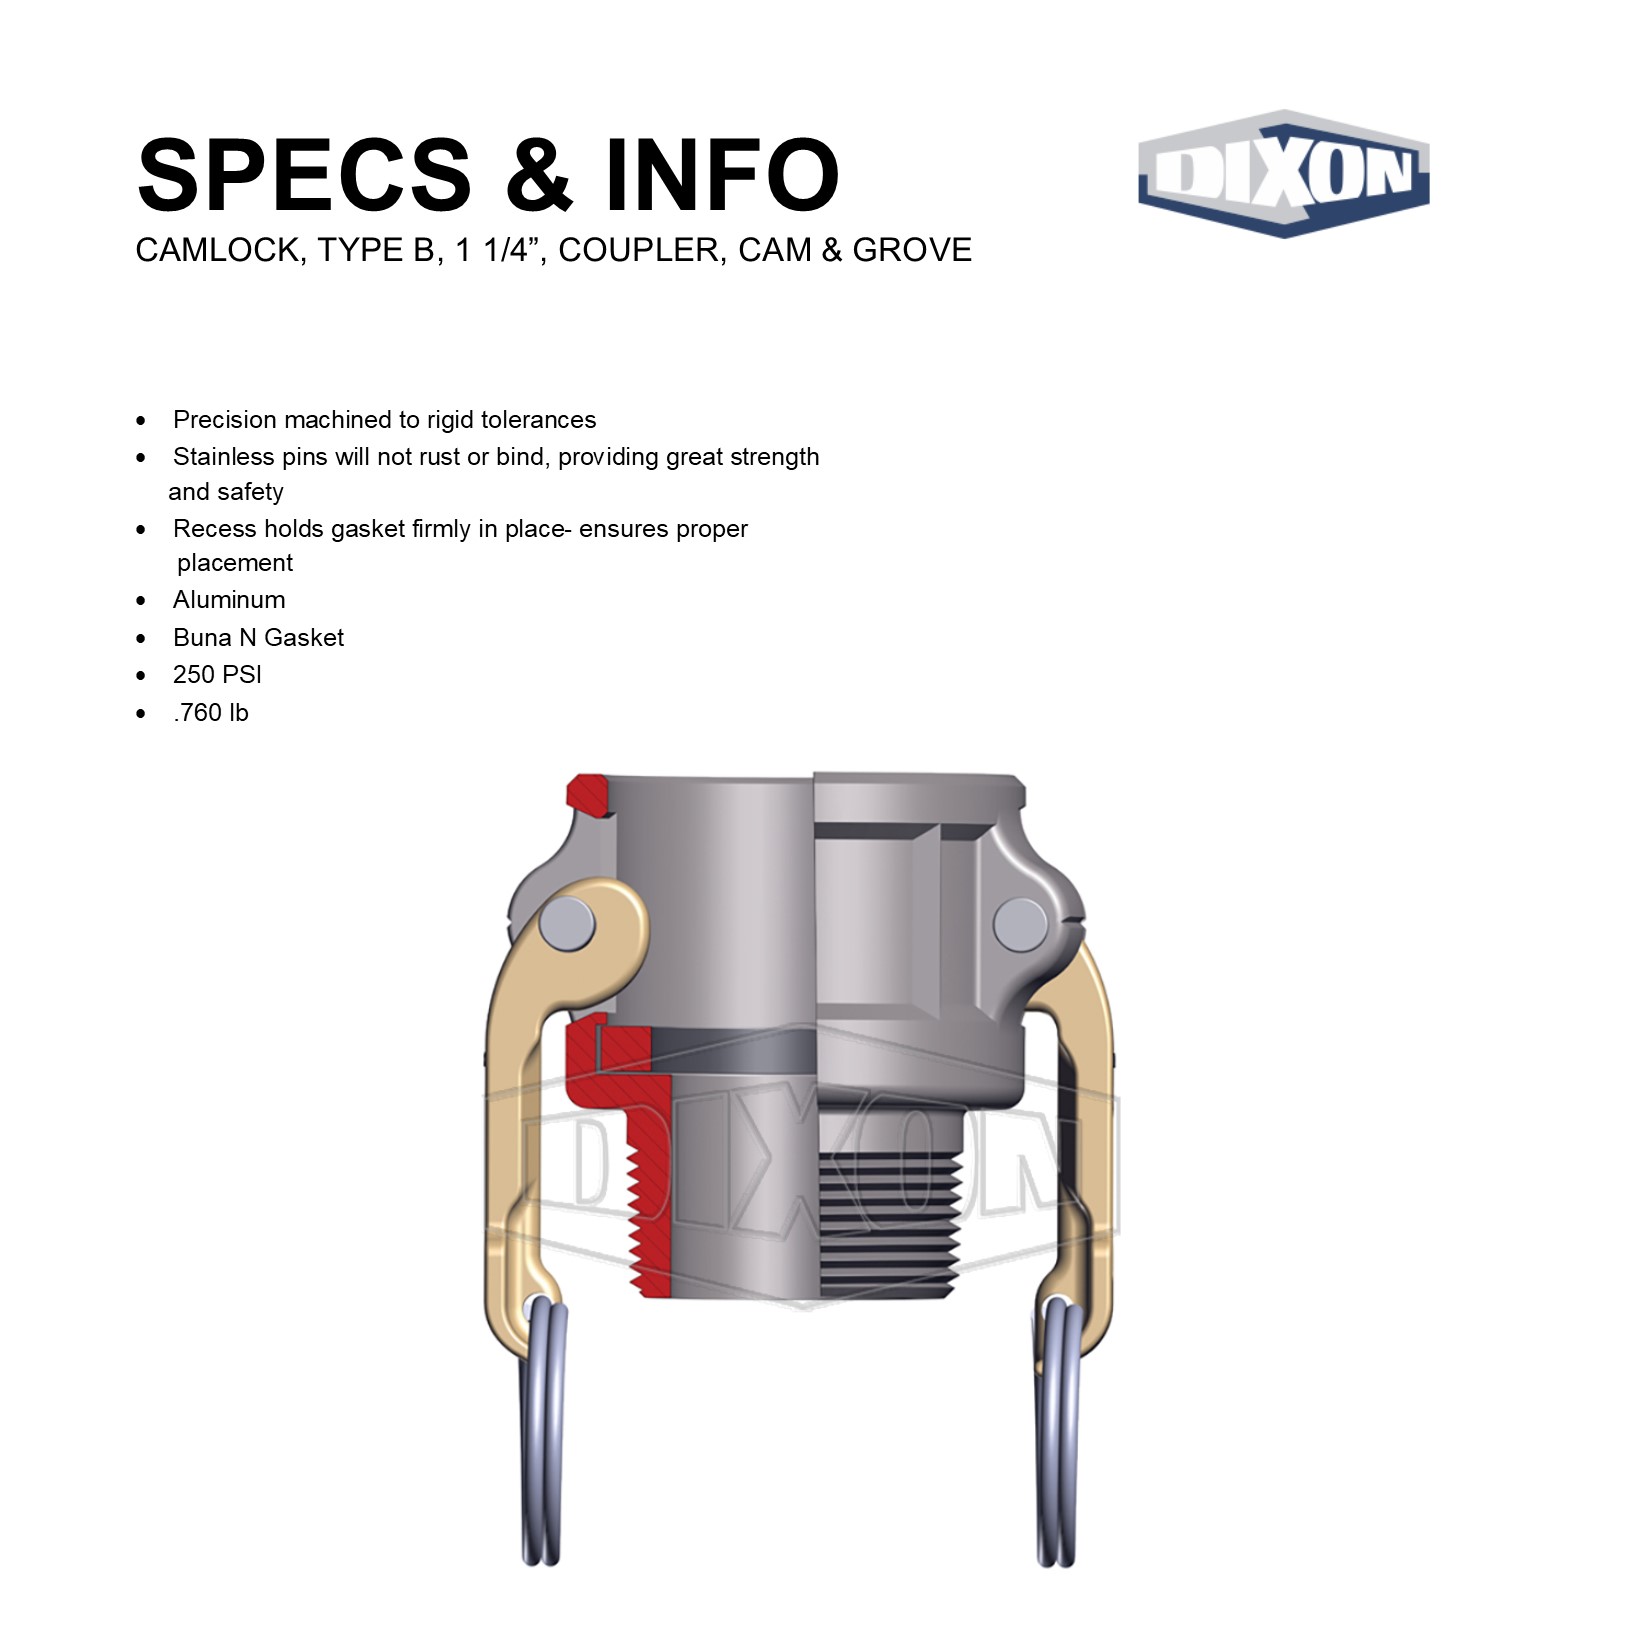 SPECS & INFO
DIXON
CAMLOCK, TYPE B, 1 1/4”, COUPLER, CAM & GROVE
• Precision machined to rigid tolerances
• Stainless pins will not rust or bind, providing great strength
and safety
• Recess holds gasket firmly in place- ensures proper
placement
• Aluminum
• Buna N Gasket
• 250 PSI
• .760 lb
DIXON